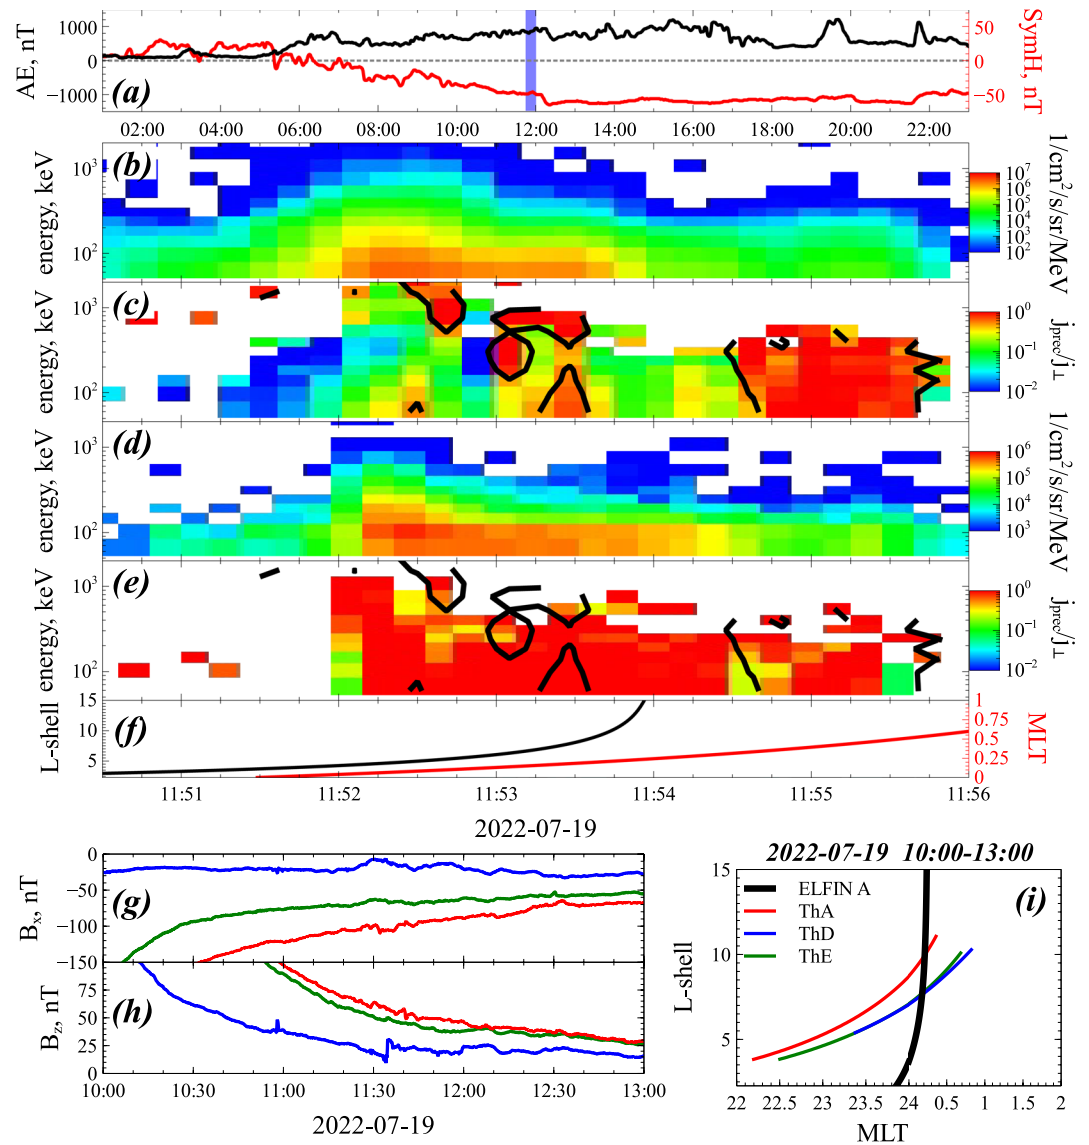 1000
0
−1000
AE, nT
(a)
50
0
−50
SymH, nT
02:00 04:00 06:00 08:00 10:00 12:00 14:00 16:00 18:00 20:00 22:00
10³
10²
energy, keV
(b)
10⁷
10⁶
10⁵
10⁴
10³
10²
1/cm²/s/sr/MeV
10³
10²
energy, keV
(c)
10⁰
10⁻¹
10⁻²
jprec/j⊥
10³
10²
energy, keV
(d)
10⁶
10⁵
10⁴
10³
1/cm²/s/sr/MeV
10³
10²
energy, keV
(e)
10⁰
10⁻¹
10⁻²
jprec/j⊥
15
10
5
L-shell
(f)
1
0.75
0.5
0.25
0
MLT
11:51 11:52 11:53 11:54 11:55 11:56
2022-07-19
0
−50
−100
−150
Bₓ, nT
(g)
100
75
50
25
0
B_z, nT
(h)
10:00 10:30 11:00 11:30 12:00 12:30 13:00
2022-07-19
2022-07-19 10:00-13:00
15
10
5
L-shell
ELFIN A
ThA
ThD
ThE
(i)
22 22.5 23 23.5 24 0.5 1 1.5 2
MLT